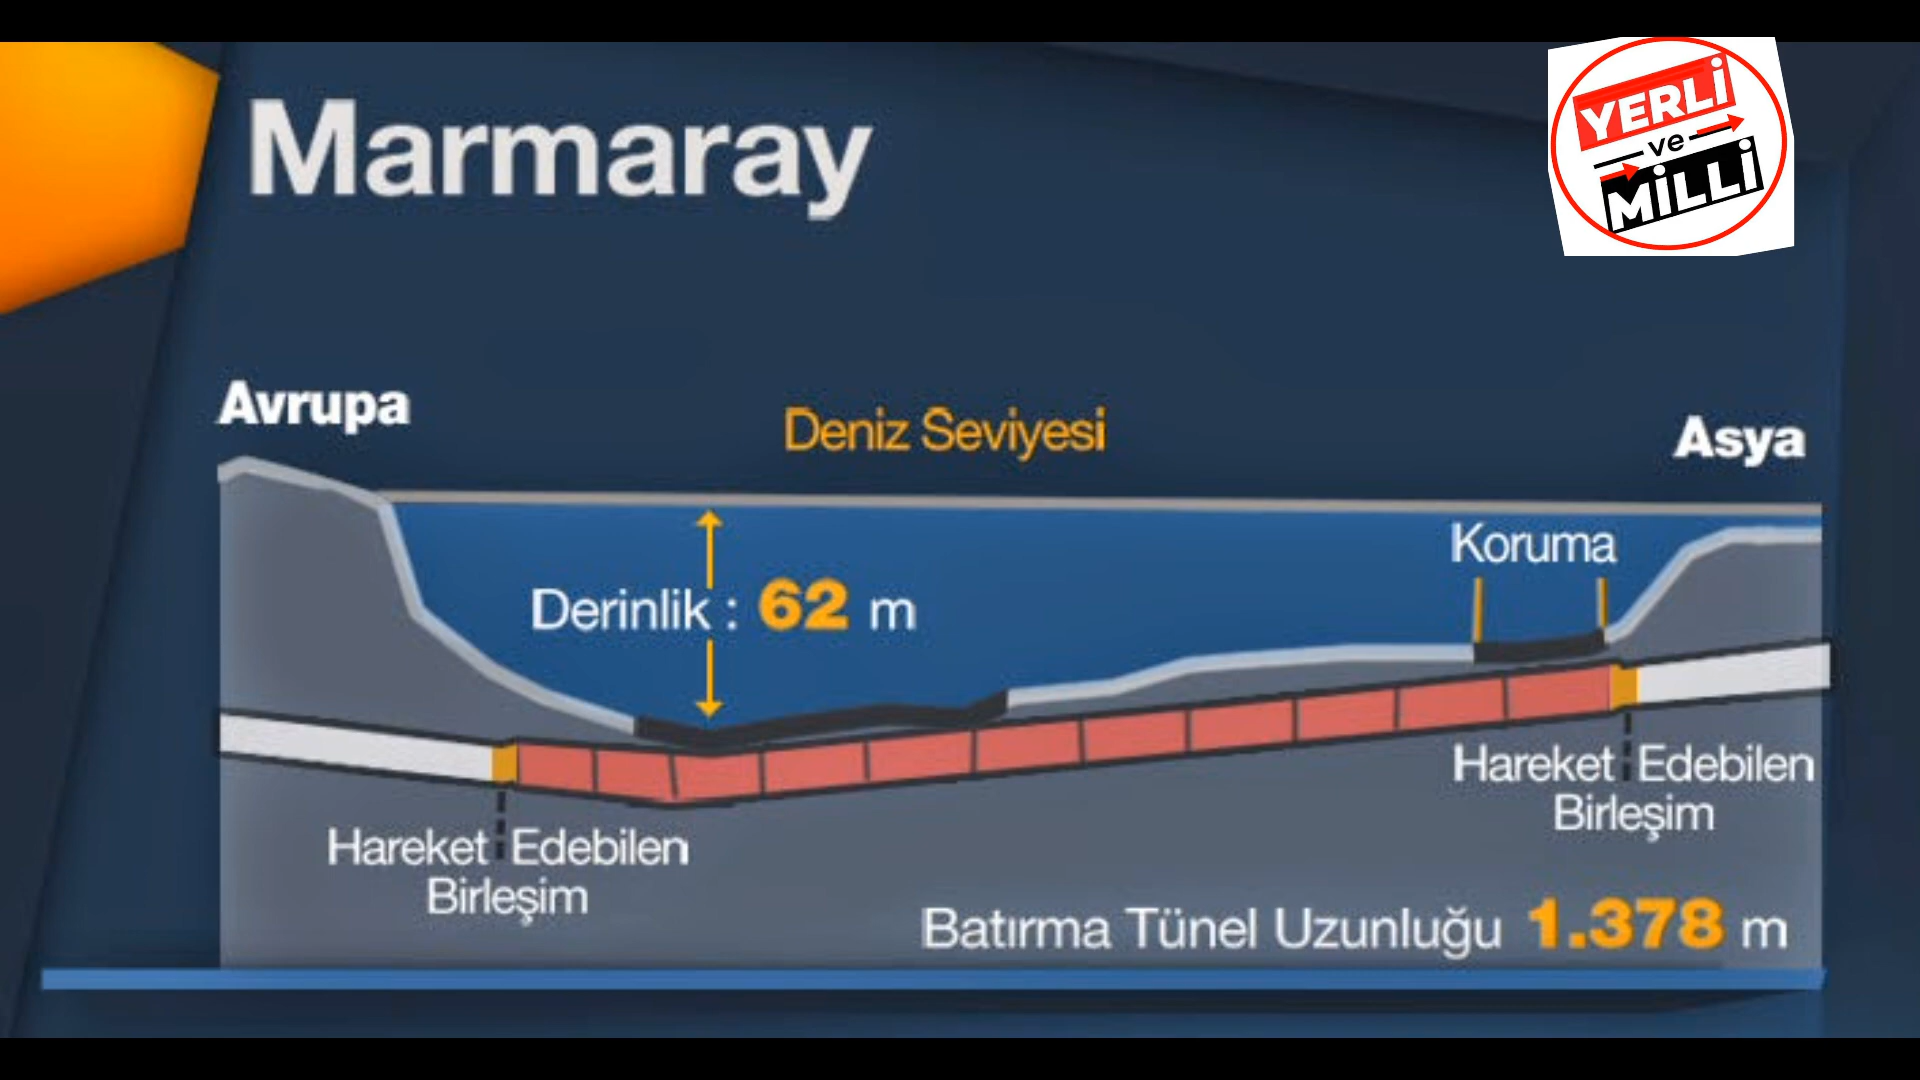 Marmaray
YERLİ
ve
MİLLİ
Avrupa
Deniz Seviyesi
Asya
Koruma
Derinlik : 62 m
Hareket Edebilen
Birleşim
Hareket Edebilen
Birleşim
Batırma Tünel Uzunluğu 1.378 m